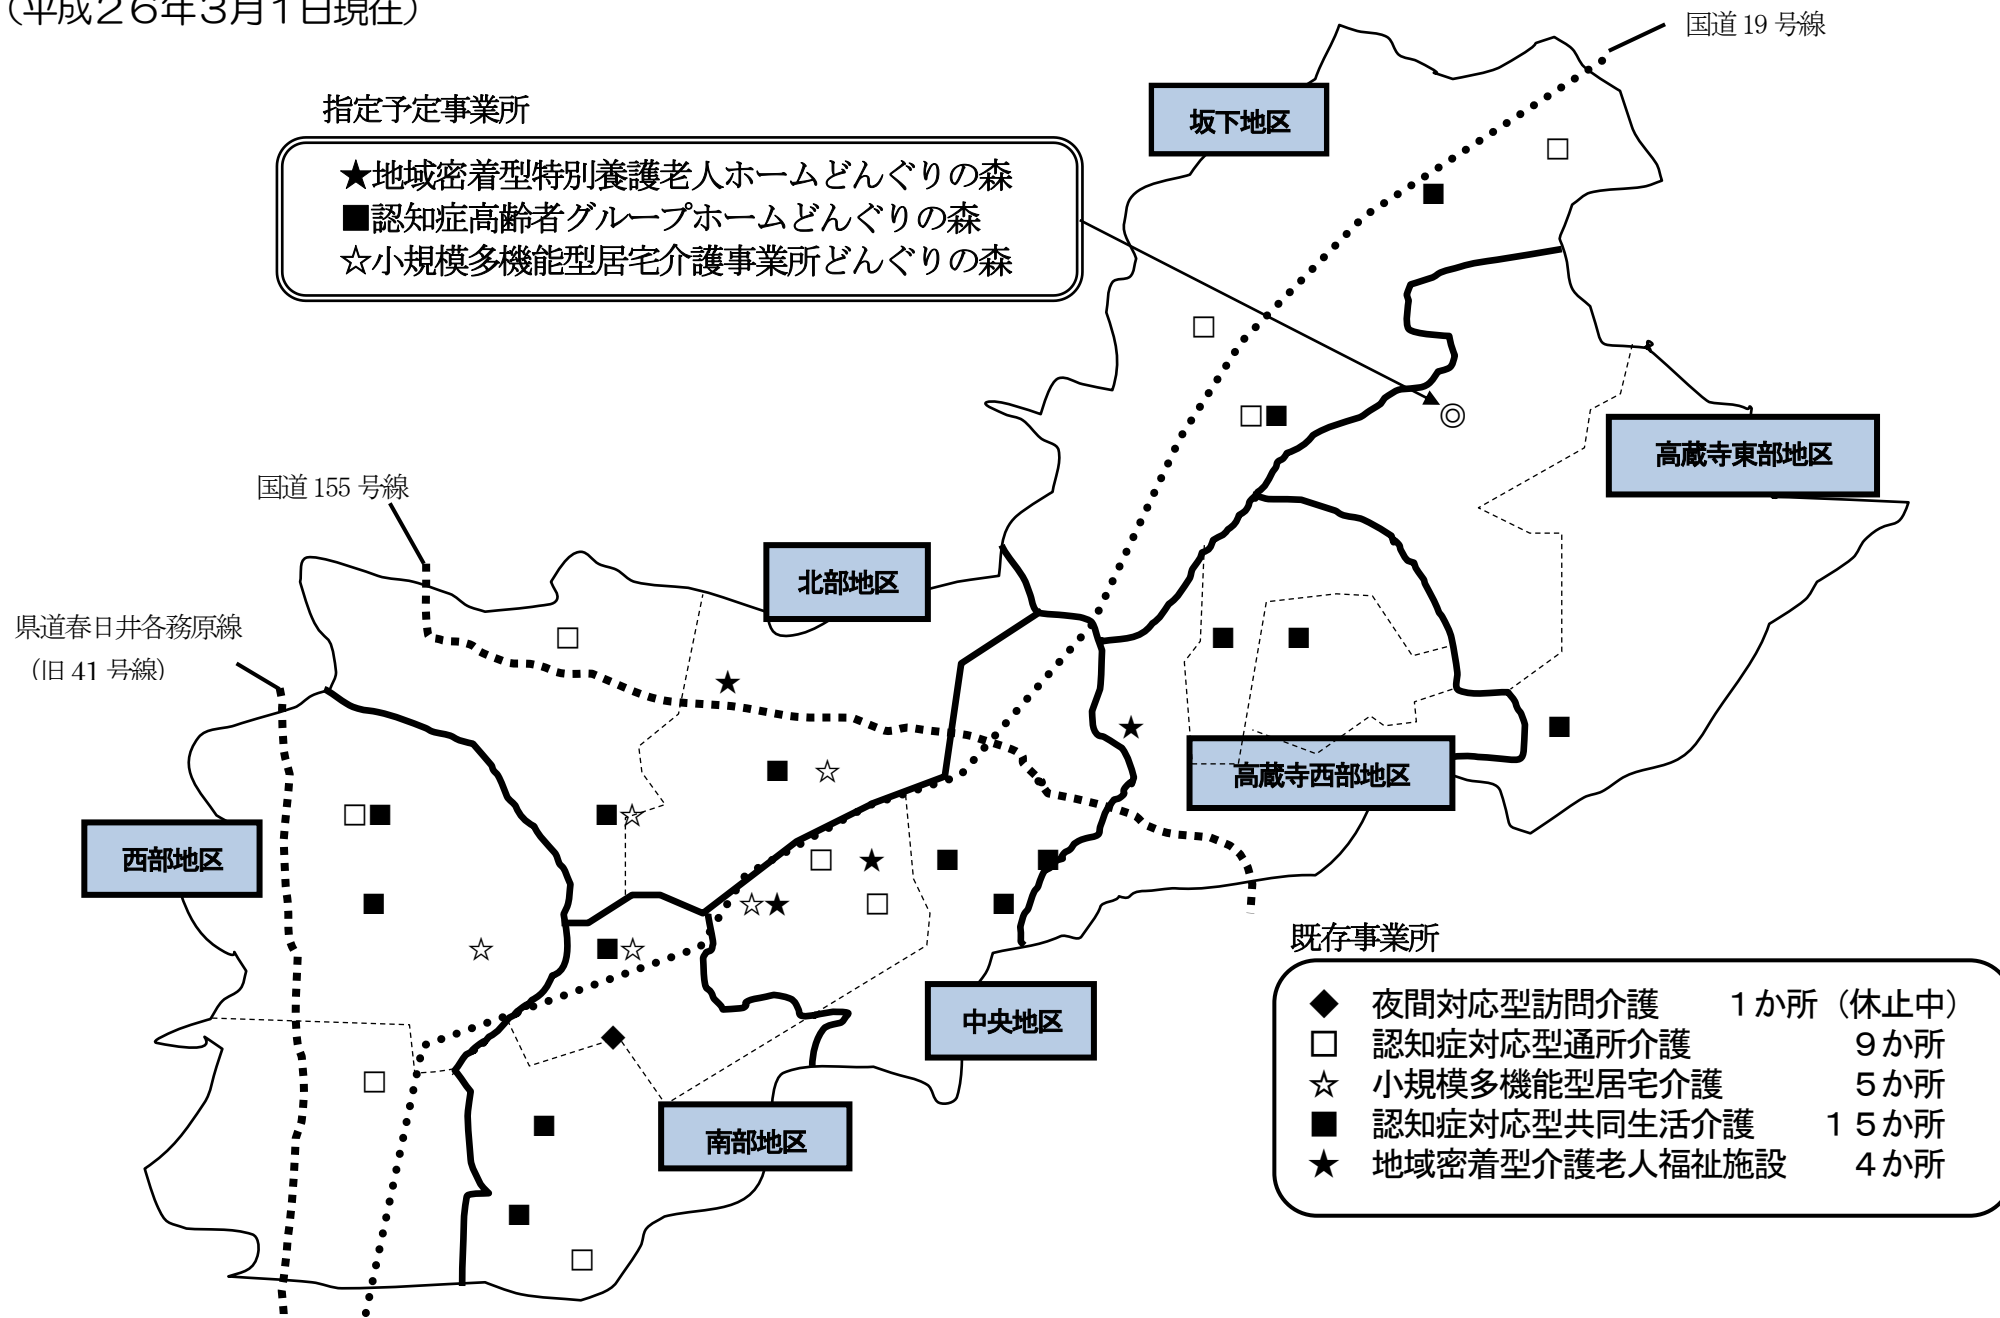 （平成２６年３月１日現在）
国道 19 号線
指定予定事業所
坂下地区
★地域密着型特別養護老人ホームどんぐりの森
■認知症高齢者グループホームどんぐりの森
☆小規模多機能型居宅介護事業所どんぐりの森
高蔵寺東部地区
国道 155 号線
北部地区
県道春日井各務原線
（旧 41 号線）
高蔵寺西部地区
西部地区
既存事業所
◆ 夜間対応型訪問介護 １か所（休止中）
□ 認知症対応型通所介護 ９か所
☆ 小規模多機能型居宅介護 ５か所
■ 認知症対応型共同生活介護 １５か所
★ 地域密着型介護老人福祉施設 ４か所
中央地区
南部地区